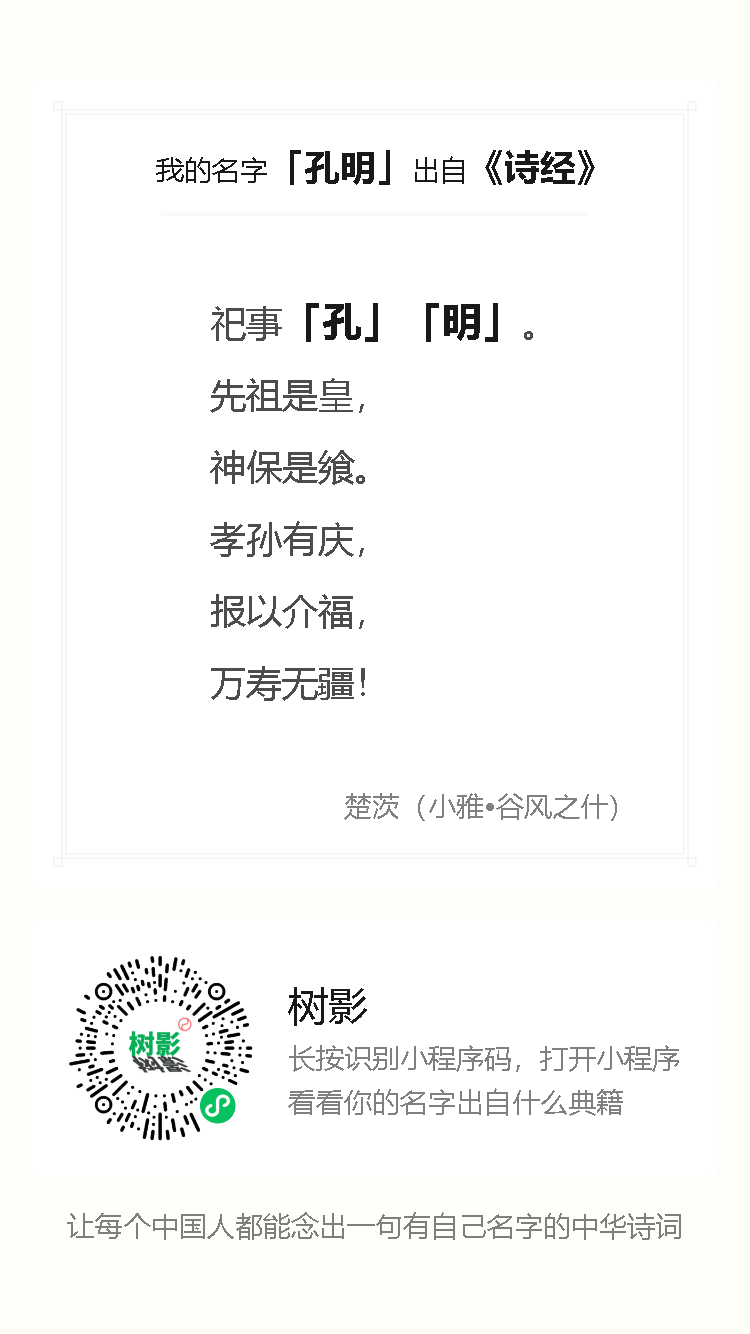 我的名字「孔明」出自《诗经》
祀事「孔」「明」。
先祖是皇，
神保是飨。
孝孙有庆，
报以介福，
万寿无疆！
楚茨（小雅•谷风之什）
树影
树影
长按识别小程序码，打开小程序
看看你的名字出自什么典籍
让每个中国人都能念出一句有自己名字的中华诗词